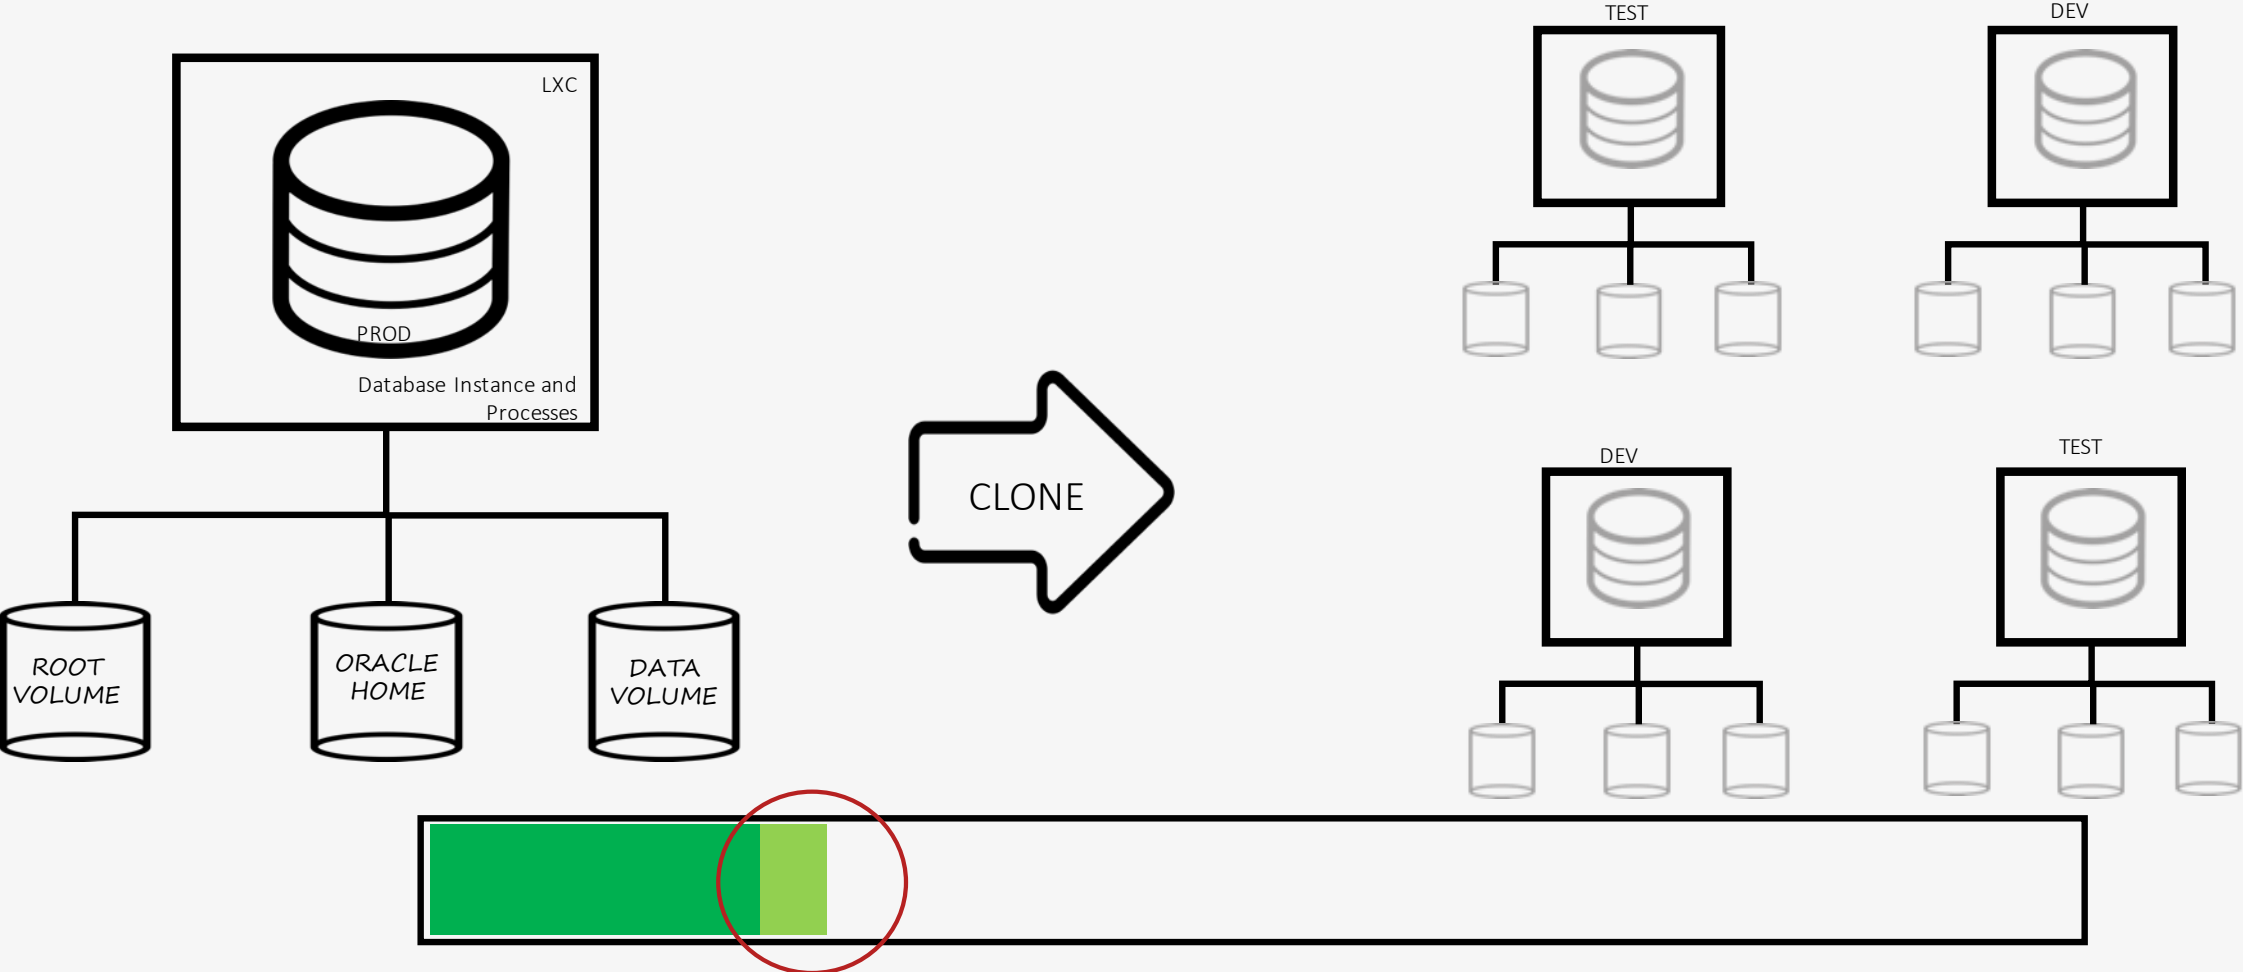 TEST
DEV
LXC
PROD
Database Instance and
Processes
CLONE
DEV
TEST
ROOT
VOLUME
ORACLE
HOME
DATA
VOLUME